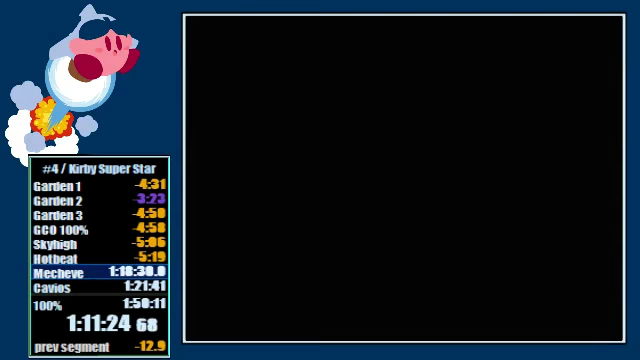 #4 / Kirby Super Star
Garden 1 -4:31
Garden 2 -3:23
Garden 3 -4:50
GCO 100% -4:58
Skyhigh -5:06
Hotbeat -5:19
Mecheve 1:18:30.0
Cavios 1:21:41
100% 1:50:11
1:11:24 68
prev segment -12.9